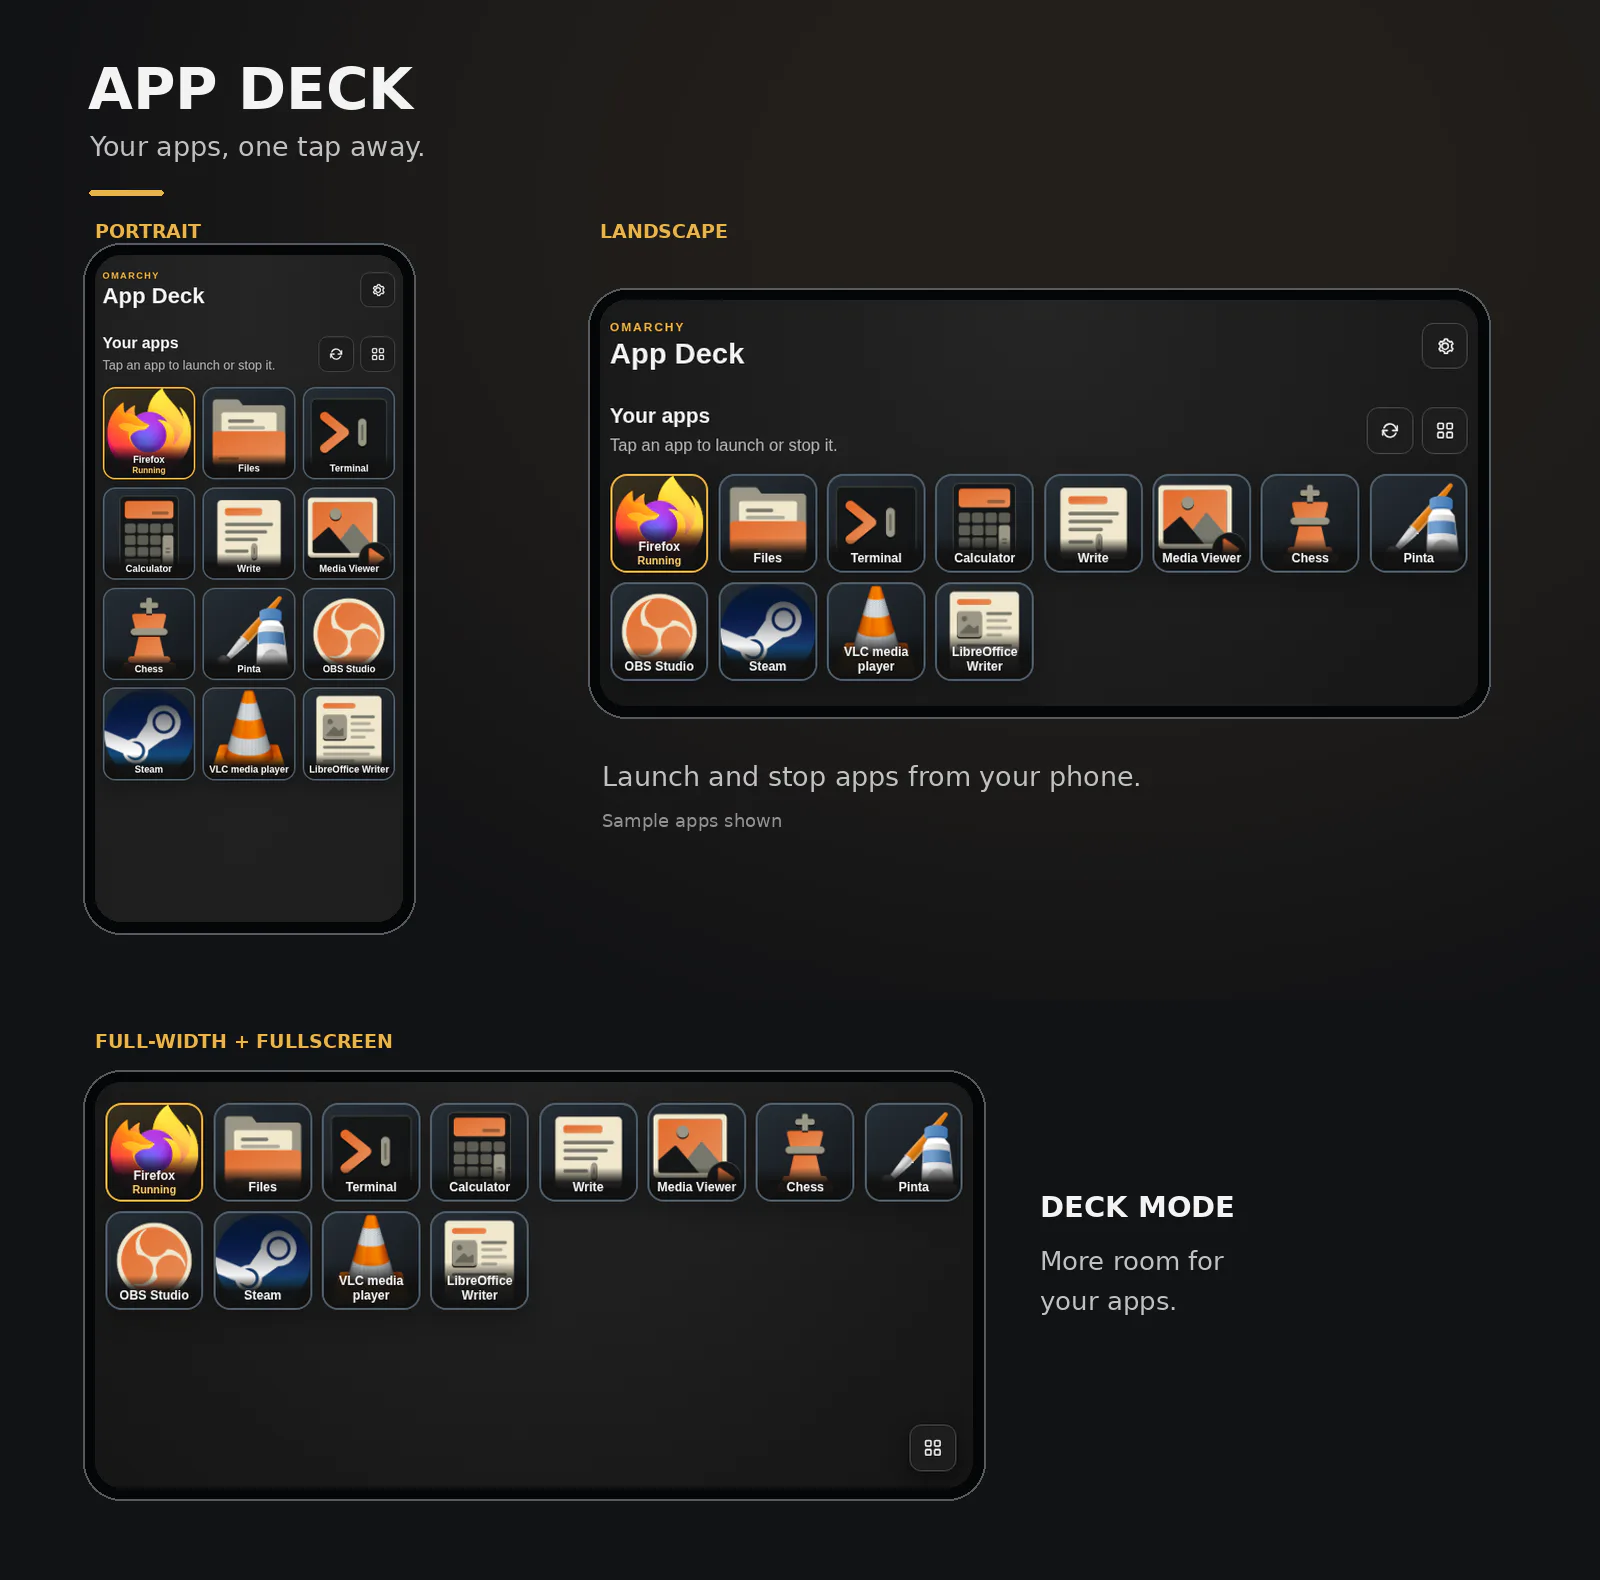 APP DECK
Your apps, one tap away.
PORTRAIT
OMARCHY
App Deck
Your apps
Tap an app to launch or stop it.
Firefox
Running
Files
Terminal
Calculator
Write
Media Viewer
Chess
Pinta
OBS Studio
Steam
VLC media player
LibreOffice Writer
LANDSCAPE
OMARCHY
App Deck
Your apps
Tap an app to launch or stop it.
Firefox
Running
Files
Terminal
Calculator
Write
Media Viewer
Chess
Pinta
OBS Studio
Steam
VLC media
player
LibreOffice
Writer
Launch and stop apps from your phone.
Sample apps shown
FULL-WIDTH + FULLSCREEN
Firefox
Running
Files
Terminal
Calculator
Write
Media Viewer
Chess
Pinta
OBS Studio
Steam
VLC media
player
LibreOffice
Writer
DECK MODE
More room for
your apps.